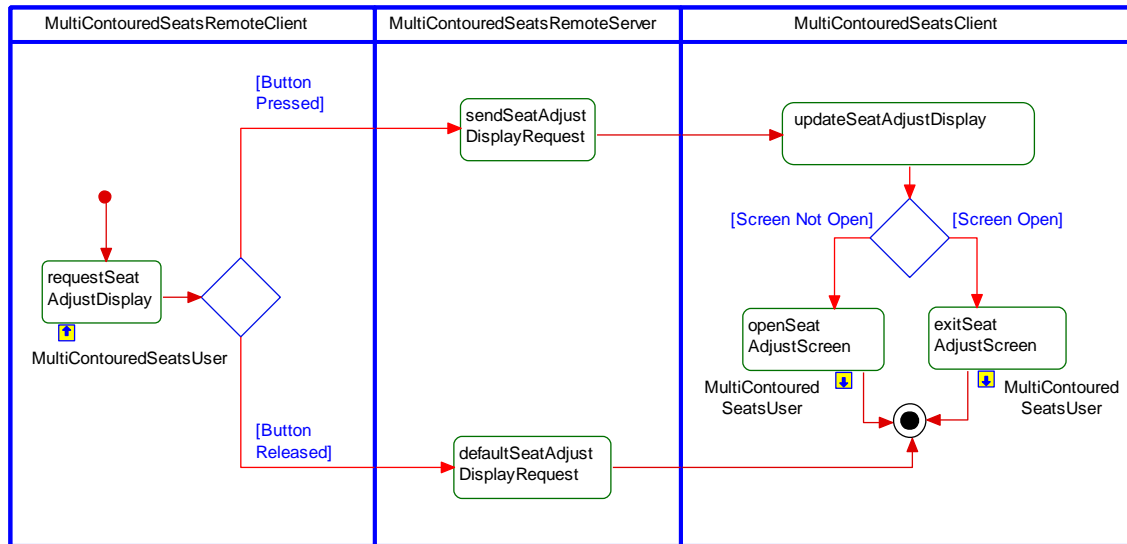 MultiContouredSeatsRemoteClient
MultiContouredSeatsRemoteServer
MultiContouredSeatsClient
[Button
Pressed]
sendSeatAdjust
DisplayRequest
updateSeatAdjustDisplay
[Screen Not Open]
[Screen Open]
requestSeat
AdjustDisplay
MultiContouredSeatsUser
openSeat
AdjustScreen
exitSeat
AdjustScreen
MultiContoured
SeatsUser
MultiContoured
SeatsUser
[Button
Released]
defaultSeatAdjust
DisplayRequest